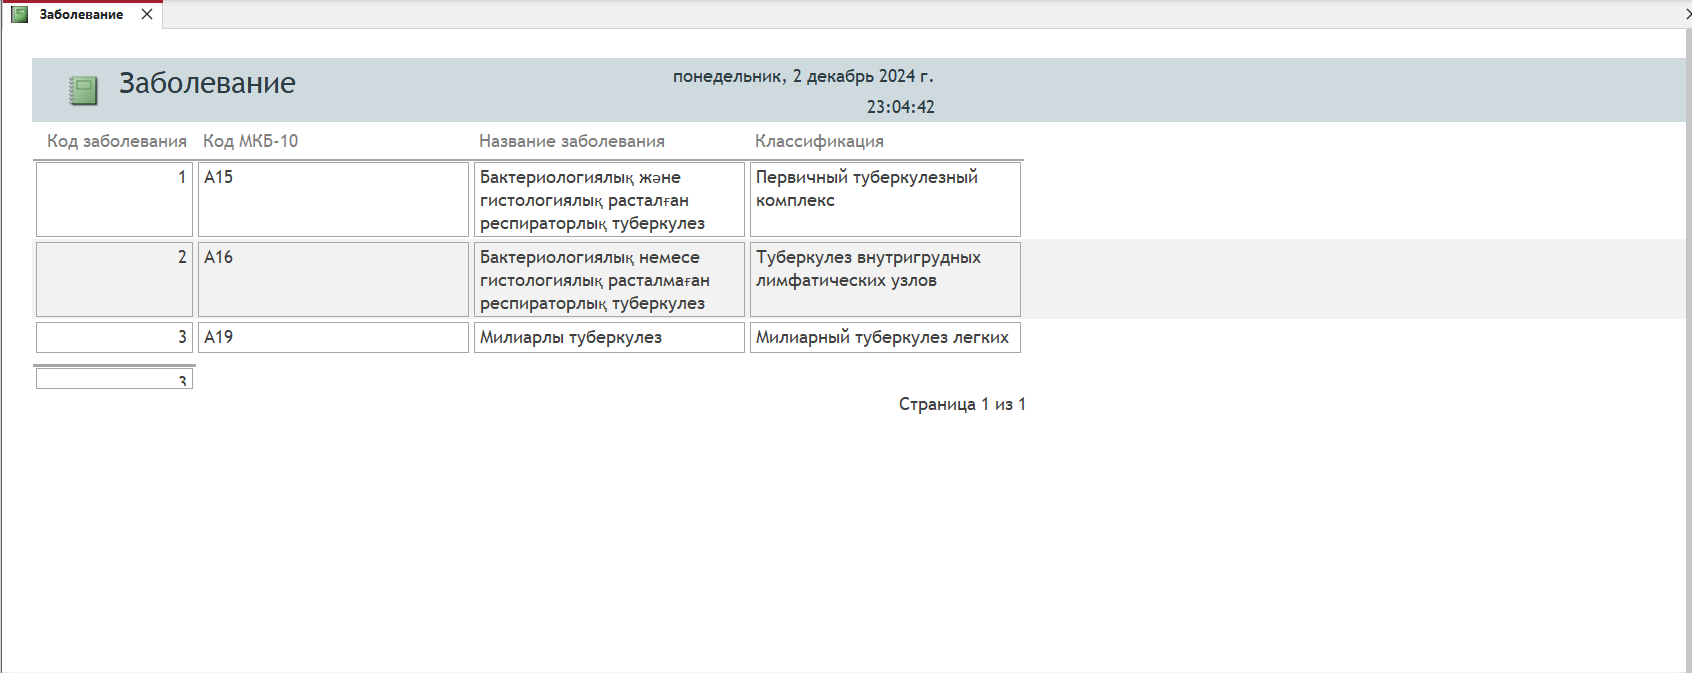 Заболевание
Заболевание
понедельник, 2 декабрь 2024 г.
23:04:42
Код заболевания Код МКБ-10 Название заболевания Классификация
1 A15 Бактериологиялық және Первичный туберкулезный
гистологиялық расталған комплекс
респираторлық туберкулез
2 A16 Бактериологиялық немесе Туберкулез внутригрудных
гистологиялық расталмаған лимфатических узлов
респираторлық туберкулез
3 A19 Милиарлы туберкулез Милиарный туберкулез легких
3
Страница 1 из 1